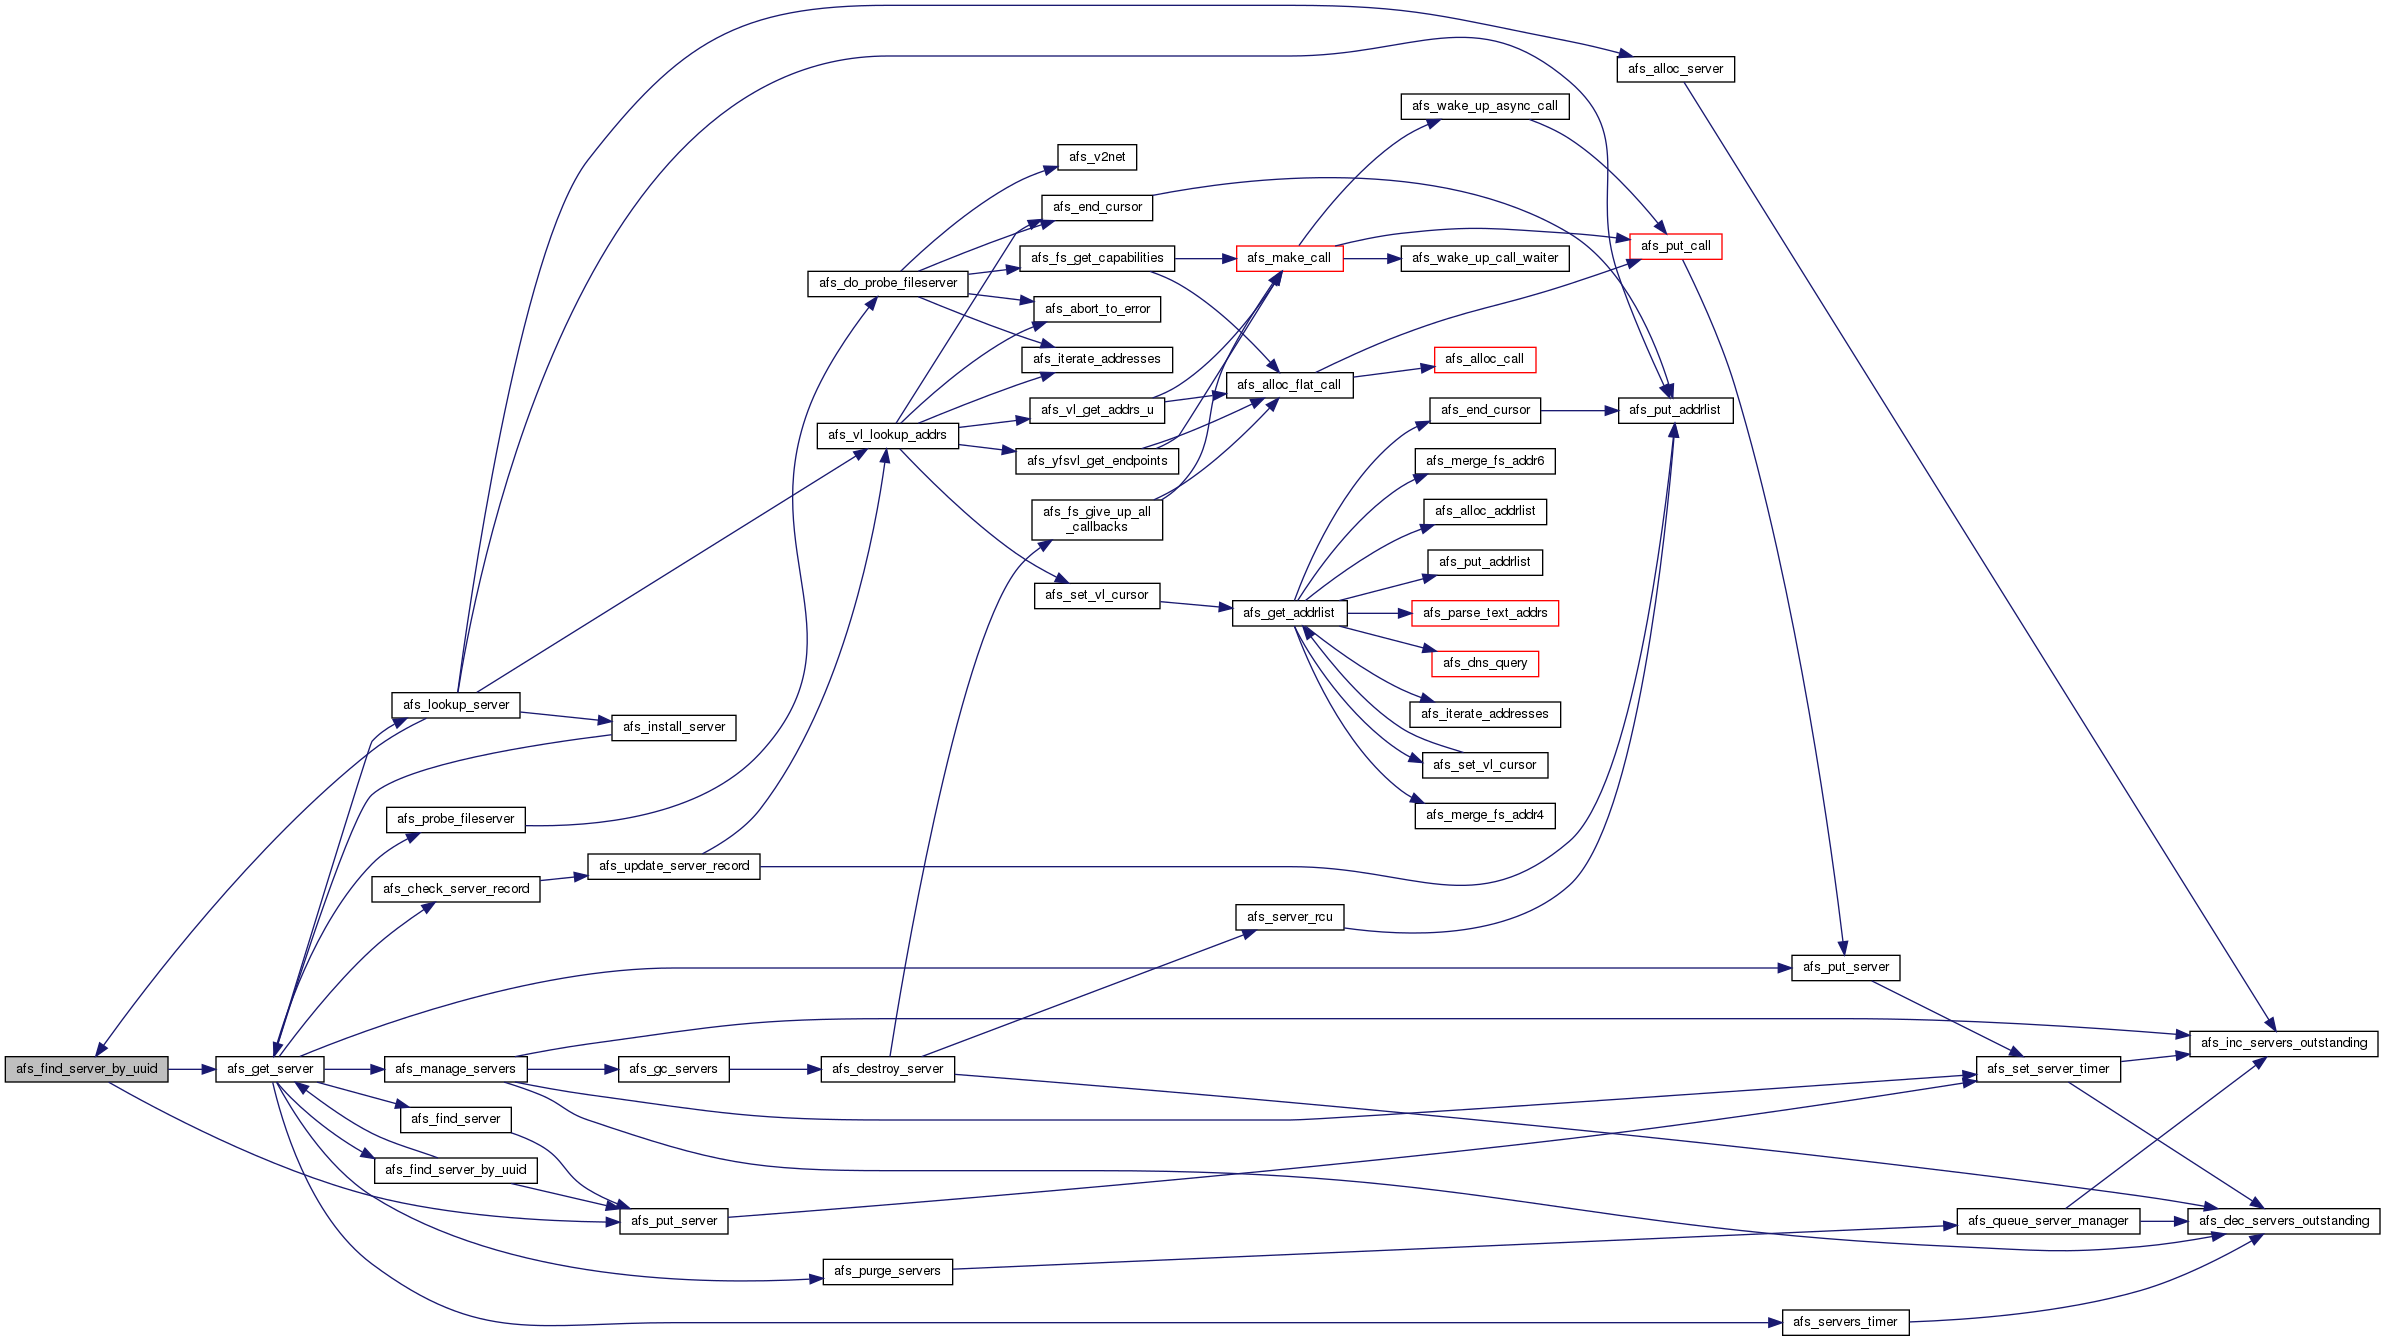 afs_alloc_server
afs_wake_up_async_call
afs_v2net
afs_end_cursor
afs_put_call
afs_fs_get_capabilities
afs_make_call
afs_wake_up_call_waiter
afs_do_probe_fileserver
afs_abort_to_error
afs_iterate_addresses
afs_alloc_call
afs_alloc_flat_call
afs_vl_get_addrs_u
afs_end_cursor
afs_put_addrlist
afs_vl_lookup_addrs
afs_yfsvl_get_endpoints
afs_merge_fs_addr6
afs_fs_give_up_all
_callbacks
afs_alloc_addrlist
afs_put_addrlist
afs_set_vl_cursor
afs_get_addrlist
afs_parse_text_addrs
afs_dns_query
afs_lookup_server
afs_install_server
afs_iterate_addresses
afs_set_vl_cursor
afs_probe_fileserver
afs_merge_fs_addr4
afs_update_server_record
afs_check_server_record
afs_server_rcu
afs_put_server
afs_inc_servers_outstanding
afs_find_server_by_uuid
afs_get_server
afs_manage_servers
afs_gc_servers
afs_destroy_server
afs_set_server_timer
afs_find_server
afs_find_server_by_uuid
afs_put_server
afs_queue_server_manager
afs_dec_servers_outstanding
afs_purge_servers
afs_servers_timer